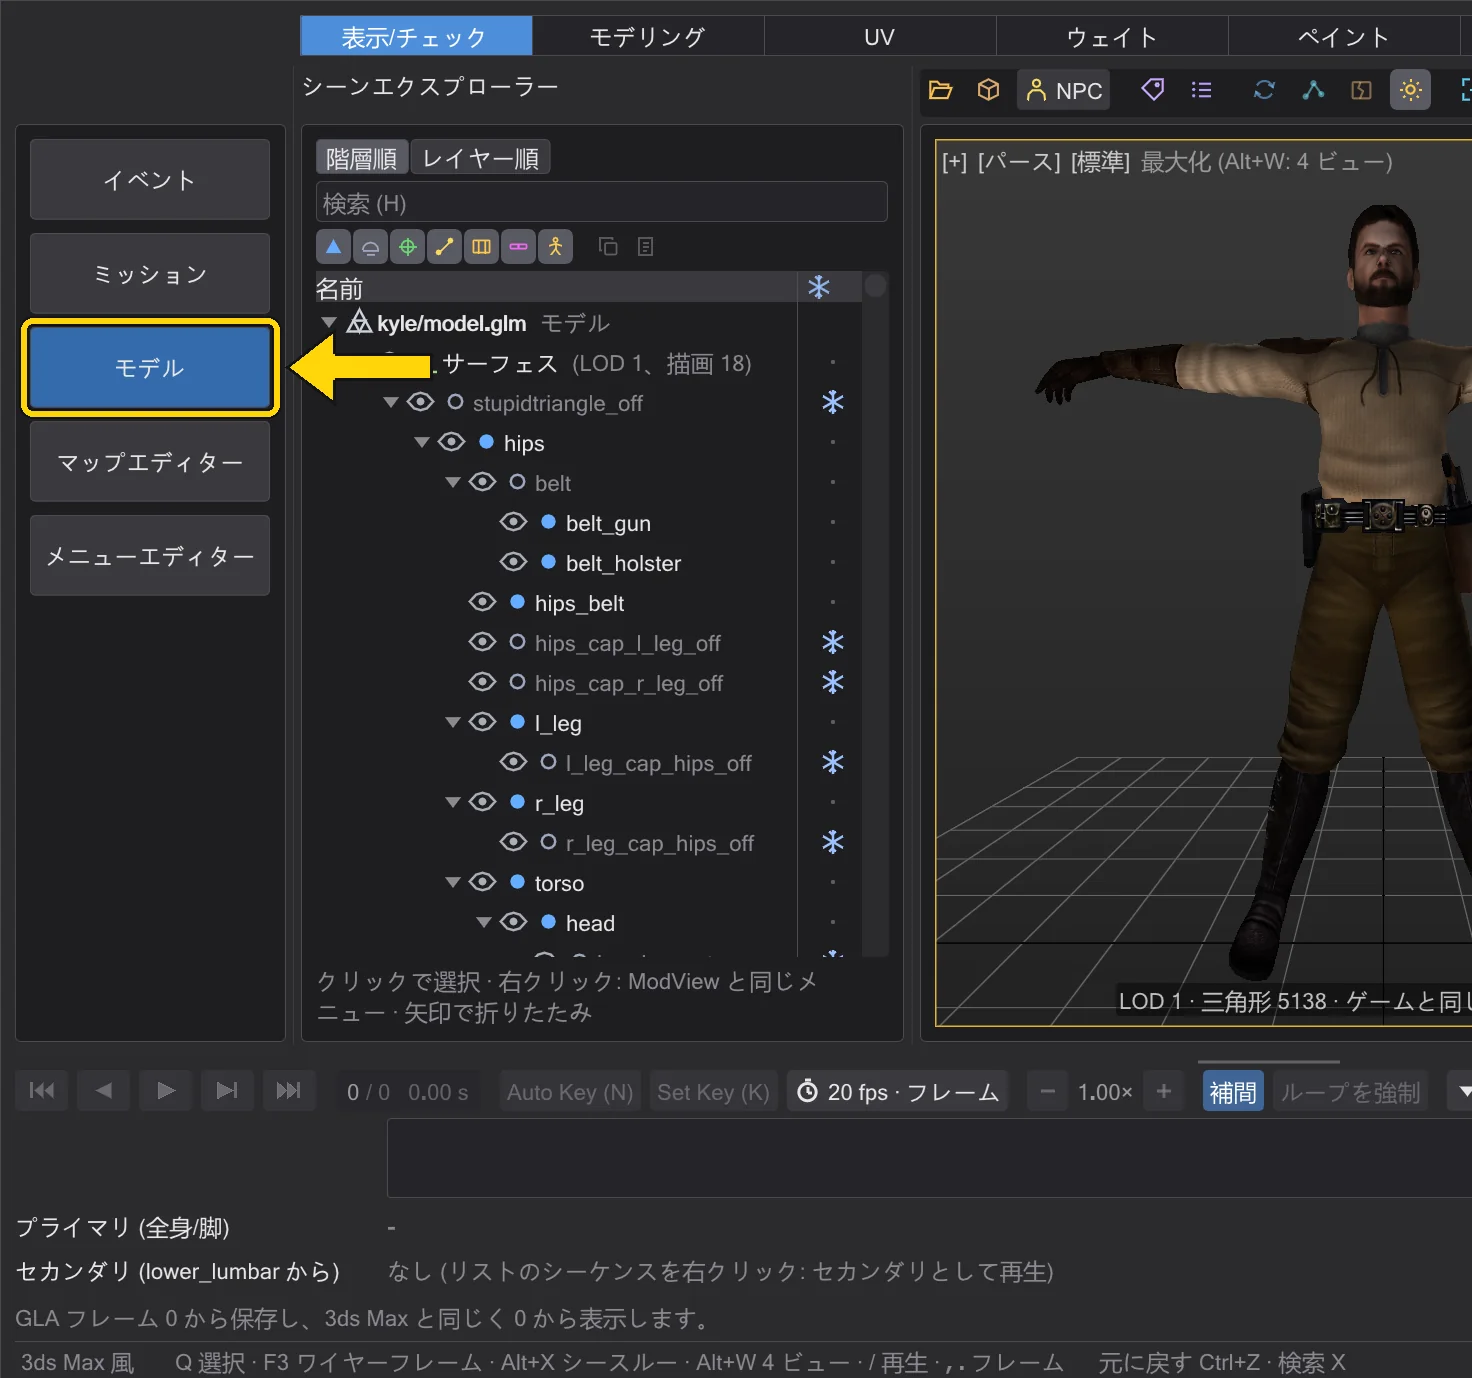 表示/チェック
モデリング
UV
ウェイト
ペイント
シーンエクスプローラー
NPC
イベント
ミッション
モデル
マップエディター
メニューエディター
階層順
レイヤー順
検索 (H)
名前
kyle/model.glm モデル
サーフェス (LOD 1、描画 18)
stupidtriangle_off
hips
belt
belt_gun
belt_holster
hips_belt
hips_cap_l_leg_off
hips_cap_r_leg_off
l_leg
l_leg_cap_hips_off
r_leg
r_leg_cap_hips_off
torso
head
クリックで選択 · 右クリック: ModView と同じメ
ニュー · 矢印で折りたたみ
[+] [パース] [標準] 最大化 (Alt+W: 4 ビュー)
LOD 1 · 三角形 5138 · ゲームと同じ
0 / 0 0.00 s
Auto Key (N)
Set Key (K)
20 fps · フレーム
− 1.00× +
補間
ループを強制
プライマリ (全身/脚) -
セカンダリ (lower_lumbar から) なし (リストのシーケンスを右クリック: セカンダリとして再生)
GLA フレーム 0 から保存し、3ds Max と同じく 0 から表示します。
3ds Max 風 Q 選択 · F3 ワイヤーフレーム · Alt+X シースルー · Alt+W 4 ビュー · / 再生 · , . フレーム 元に戻す Ctrl+Z · 検索 X